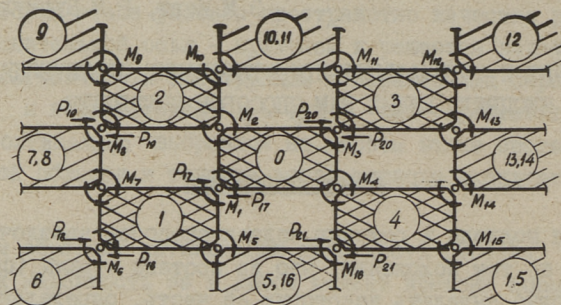 9 10,11 12
M9 M10 M11 M12
2 3
P19 P20
M8 P19 M2 M3 P20 M13
7,8 0 13,14
M7 P17 M4
M1 P17 M14
1 4
P18 M5 P21 M15
M6 P18 M18 P21
6 5,16 15